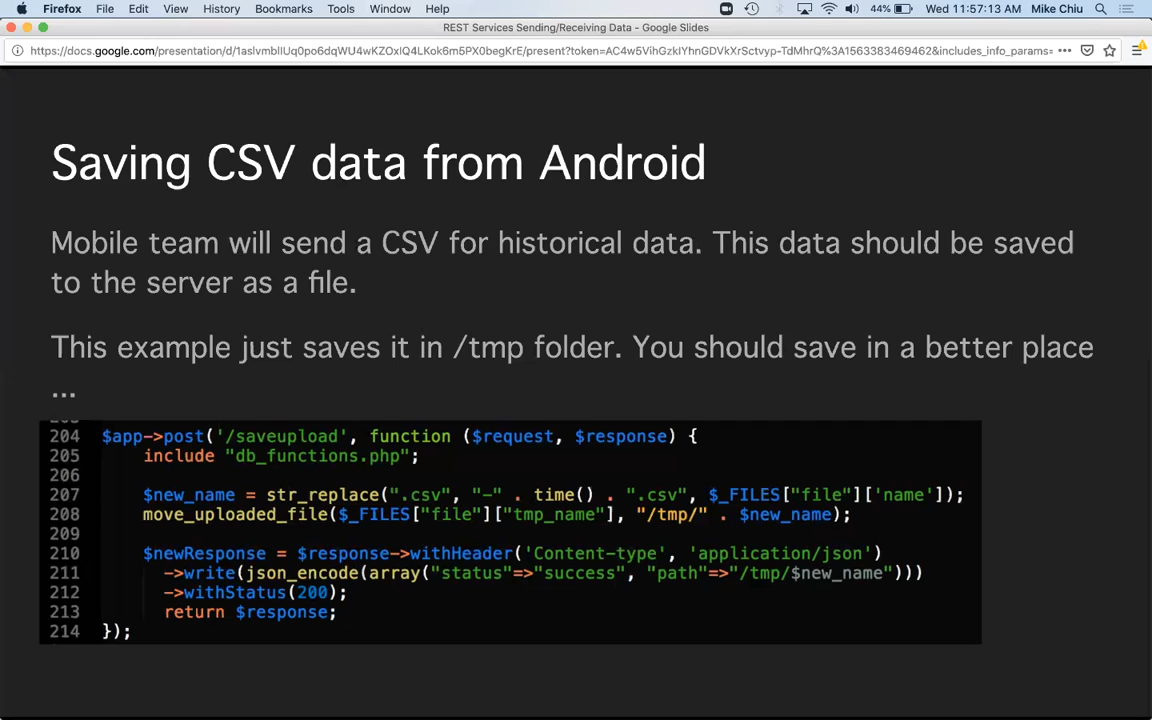 Firefox File Edit View History Bookmarks Tools Window Help 44% Wed 11:57:13 AM Mike Chiu
REST Services Sending/Receiving Data - Google Slides
Saving CSV data from Android
Mobile team will send a CSV for historical data. This data should be saved
to the server as a file.
This example just saves it in /tmp folder. You should save in a better place
...
204 $app->post('/saveupload', function ($request, $response) {
205 include "db_functions.php";
206
207 $new_name = str_replace(".csv", "-" . time() . ".csv", $_FILES["file"]['name']);
208 move_uploaded_file($_FILES["file"]["tmp_name"], "/tmp/" . $new_name);
209
210 $newResponse = $response->withHeader('Content-type', 'application/json')
211 ->write(json_encode(array("status"=>"success", "path"=>"/tmp/$new_name")))
212 ->withStatus(200);
213 return $response;
214 });